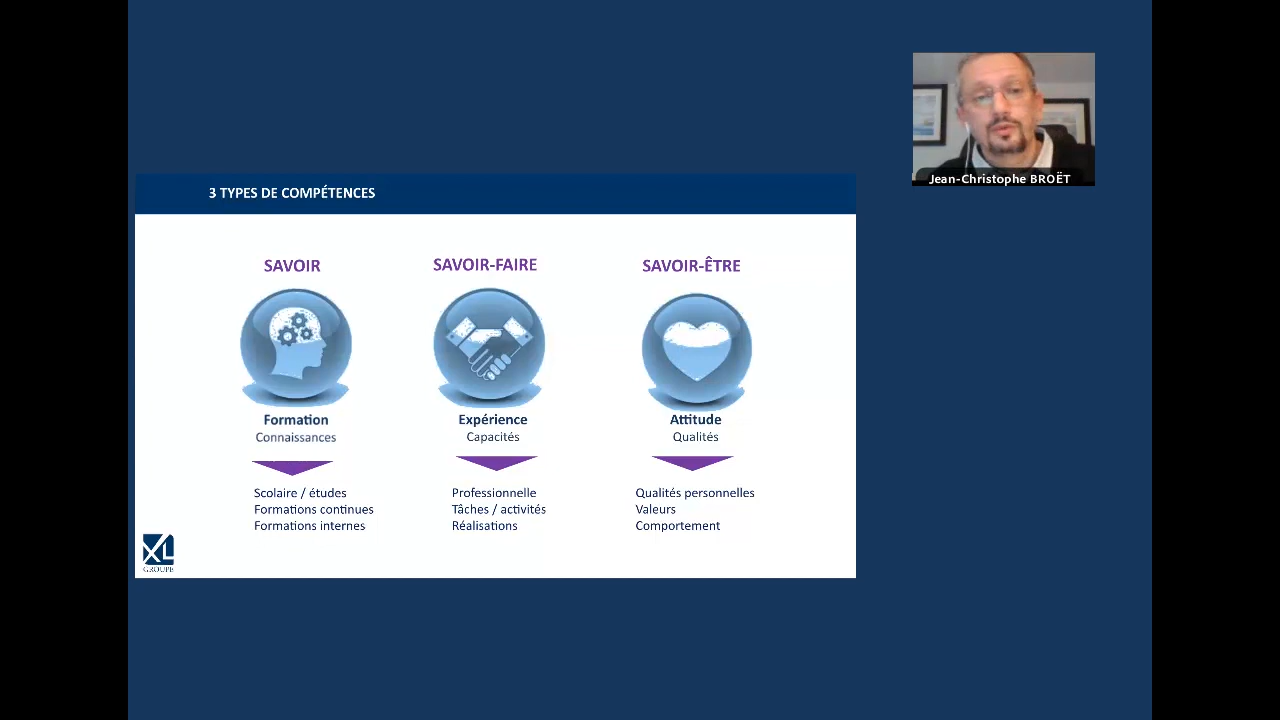 Jean-Christophe BROËT
3 TYPES DE COMPÉTENCES
SAVOIR
SAVOIR-FAIRE
SAVOIR-ÊTRE
Formation
Connaissances
Expérience
Capacités
Attitude
Qualités
Scolaire / études
Formations continues
Formations internes
Professionnelle
Tâches / activités
Réalisations
Qualités personnelles
Valeurs
Comportement
XL
GROUPE